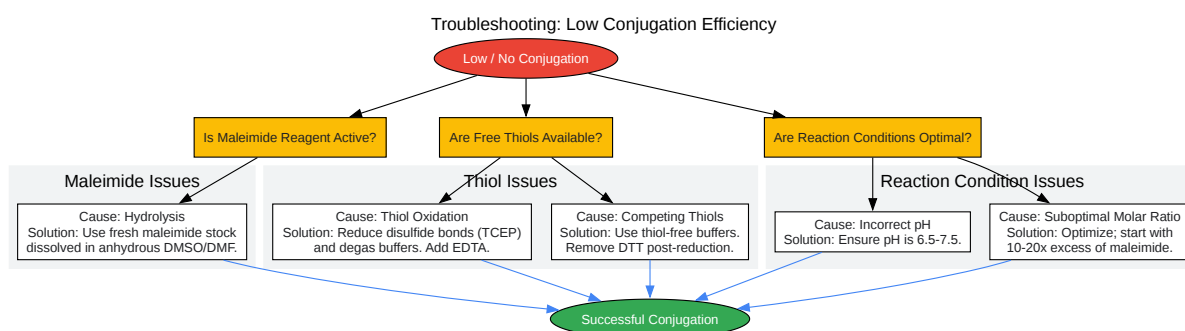 Troubleshooting: Low Conjugation Efficiency
Low / No Conjugation
Is Maleimide Reagent Active?
Are Free Thiols Available?
Are Reaction Conditions Optimal?
Maleimide Issues
Thiol Issues
Reaction Condition Issues
Cause: Hydrolysis
Solution: Use fresh maleimide stock
dissolved in anhydrous DMSO/DMF.
Cause: Thiol Oxidation
Solution: Reduce disulfide bonds (TCEP)
and degas buffers. Add EDTA.
Cause: Competing Thiols
Solution: Use thiol-free buffers.
Remove DTT post-reduction.
Cause: Incorrect pH
Solution: Ensure pH is 6.5-7.5.
Cause: Suboptimal Molar Ratio
Solution: Optimize; start with
10-20x excess of maleimide.
Successful Conjugation